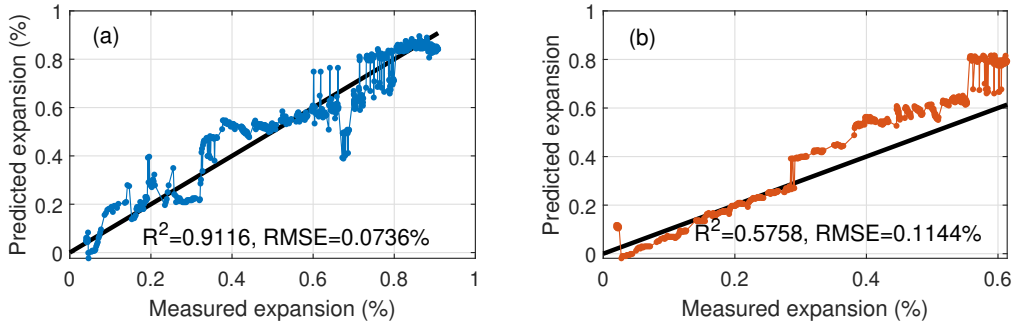 (a)
Predicted expansion (%)
1
0.8
0.6
0.4
0.2
0
R²=0.9116, RMSE=0.0736%
0 0.2 0.4 0.6 0.8 1
Measured expansion (%)
(b)
Predicted expansion
1
0.8
0.6
0.4
0.2
0
R²=0.5758, RMSE=0.1144%
0 0.2 0.4 0.6
Measured expansion (%)